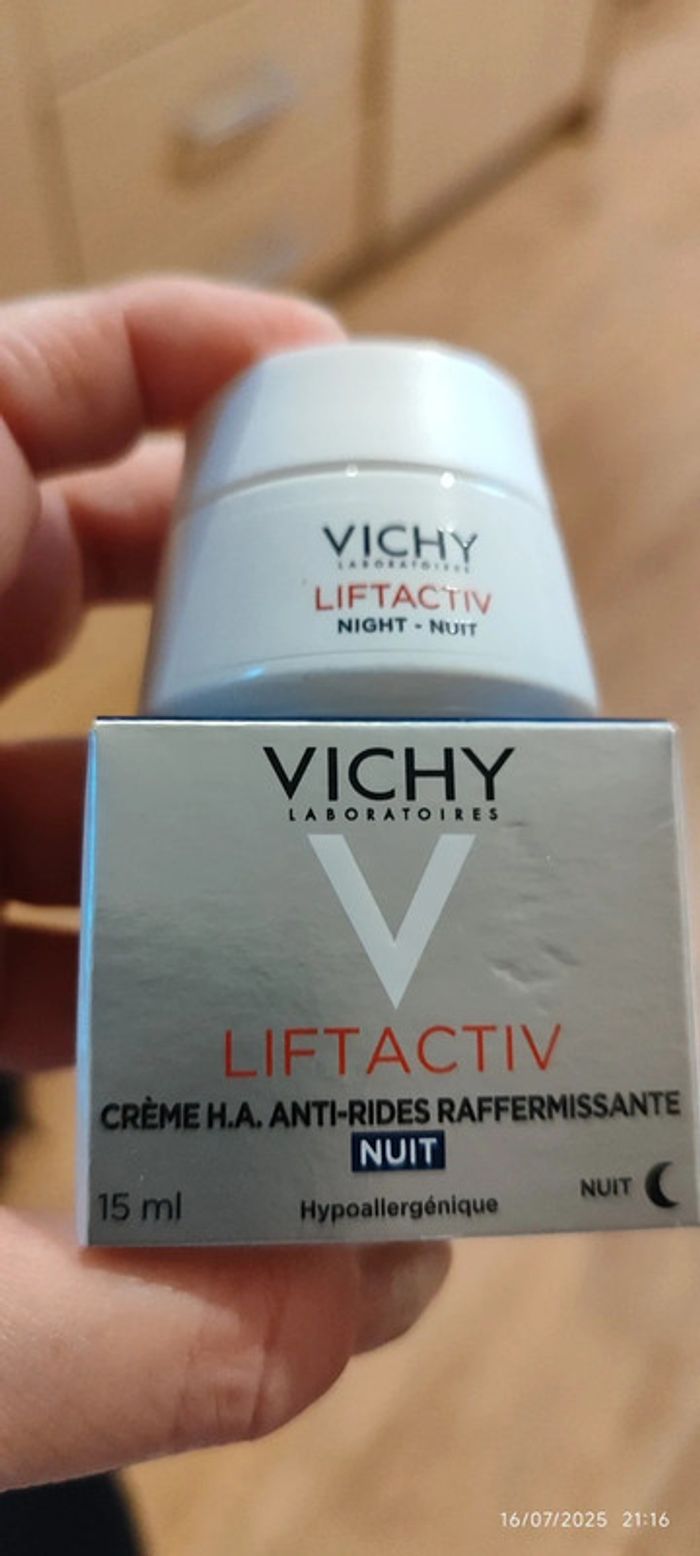 VICHY
LABORATOIRES
LIFTACTIV
NIGHT - NUIT
VICHY
LABORATOIRES
V
LIFTACTIV
CRÈME H.A. ANTI-RIDES RAFFERMISSANTE
NUIT
NUIT
15 ml
Hypoallergénique
16/07/2025 21:16